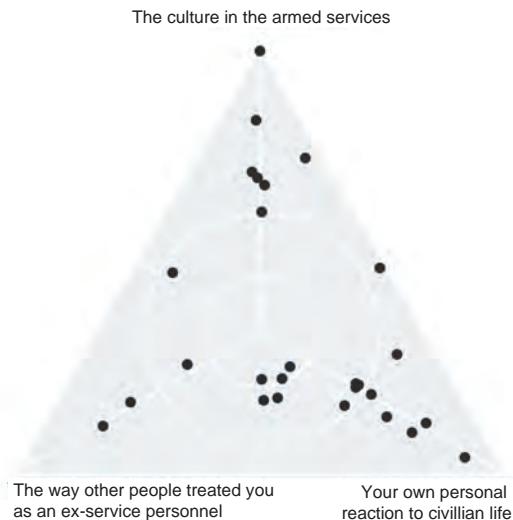 The culture in the armed services
The way other people treated you
as an ex-service personnel
Your own personal
reaction to civillian life